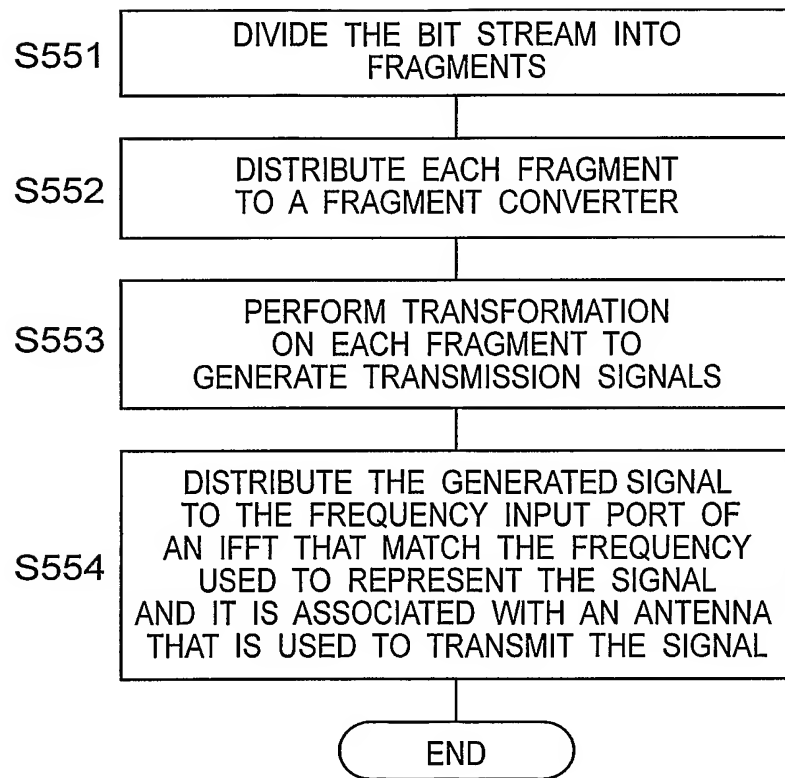 S551
DIVIDE THE BIT STREAM INTO
FRAGMENTS
S552
DISTRIBUTE EACH FRAGMENT
TO A FRAGMENT CONVERTER
S553
PERFORM TRANSFORMATION
ON EACH FRAGMENT TO
GENERATE TRANSMISSION SIGNALS
S554
DISTRIBUTE THE GENERATED SIGNAL
TO THE FREQUENCY INPUT PORT OF
AN IFFT THAT MATCH THE FREQUENCY
USED TO REPRESENT THE SIGNAL
AND IT IS ASSOCIATED WITH AN ANTENNA
THAT IS USED TO TRANSMIT THE SIGNAL
END